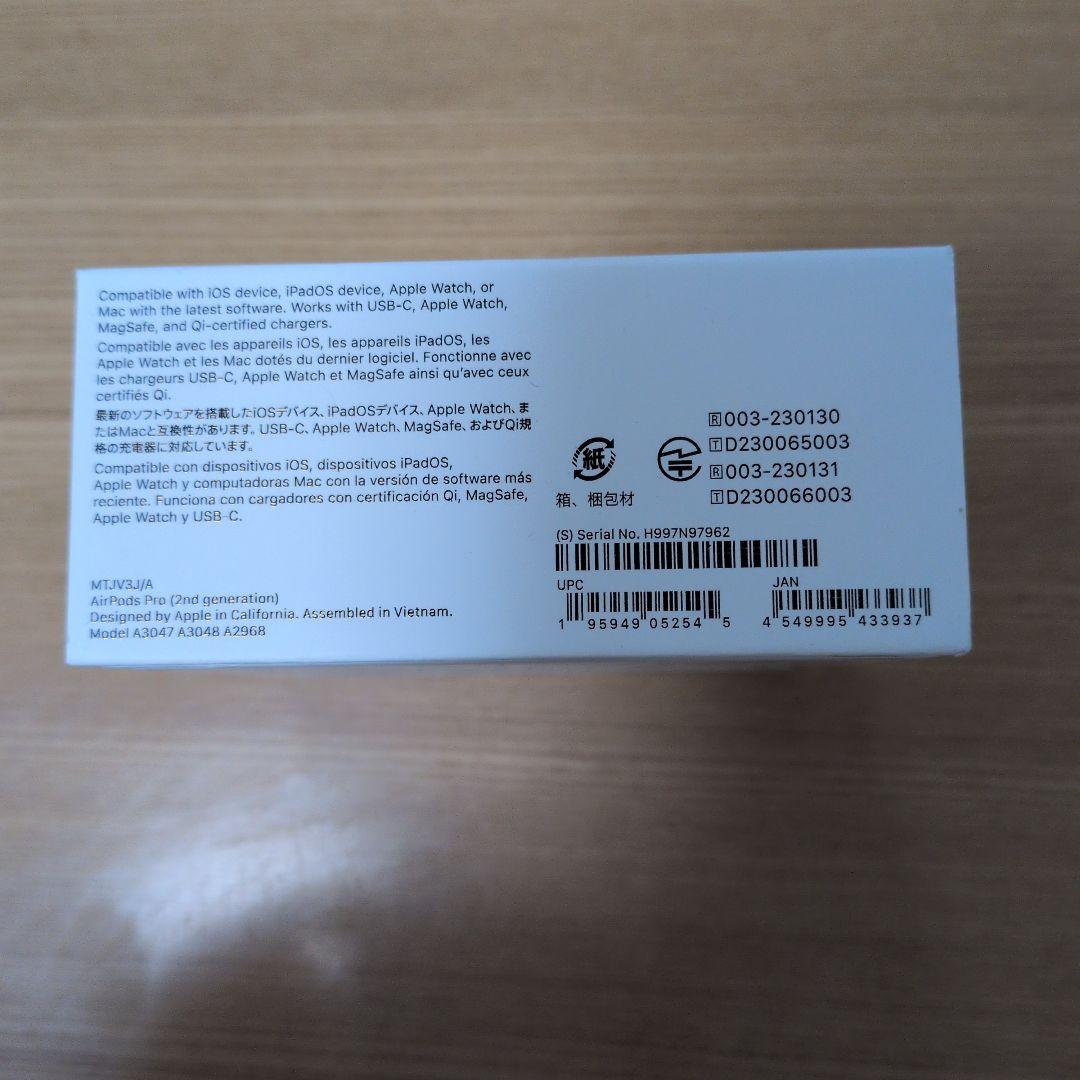 Compatible with iOS device, iPadOS device, Apple Watch, or
Mac with the latest software. Works with USB-C, Apple Watch,
MagSafe, and Qi-certified chargers.
Compatible avec les appareils iOS, les appareils iPadOS, les
Apple Watch et les Mac dotés du dernier logiciel. Fonctionne avec
les chargeurs USB-C, Apple Watch et MagSafe ainsi qu'avec ceux
certifiés Qi.
最新のソフトウェアを搭載したiOSデバイス、iPadOSデバイス、Apple Watch、ま
たはMacと互換性があります。USB-C、Apple Watch、MagSafe、およびQi規
格の充電器に対応しています。
Compatible con dispositivos iOS, dispositivos iPadOS,
Apple Watch y computadoras Mac con la versión de software más
reciente. Funciona con cargadores con certificación Qi, MagSafe,
Apple Watch y USB-C.
MTJV3J/A
AirPods Pro (2nd generation)
Designed by Apple in California. Assembled in Vietnam.
Model A3047 A3048 A2968
紙
箱、梱包材
R 003-230130
T D230065003
R 003-230131
T D230066003
(S) Serial No. H997N97962
UPC
1 95949 05254 5
JAN
4 549995 433937